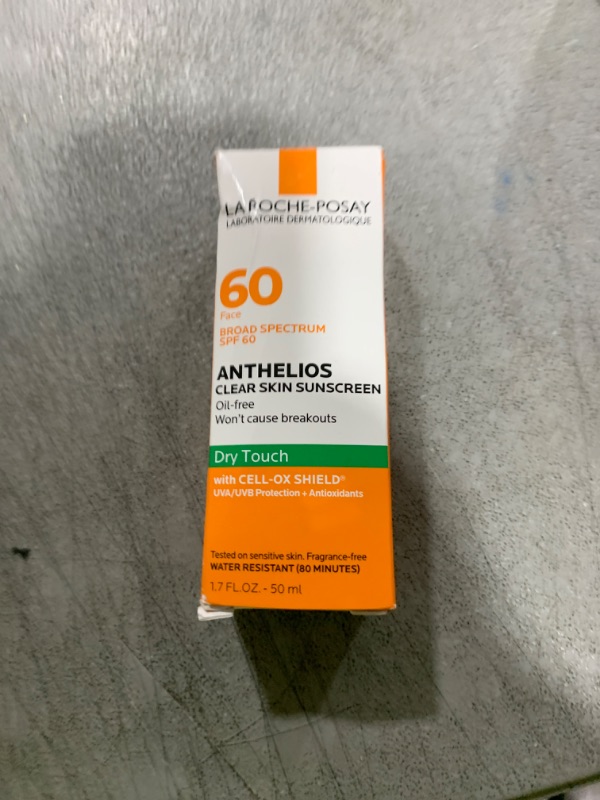 LA ROCHE-POSAY
LABORATOIRE DERMATOLOGIQUE
60
Face
BROAD SPECTRUM
SPF 60
ANTHELIOS
CLEAR SKIN SUNSCREEN
Oil-free
Won't cause breakouts
Dry Touch
with CELL-OX SHIELD®
UVA/UVB Protection + Antioxidants
Tested on sensitive skin. Fragrance-free
WATER RESISTANT (80 MINUTES)
1.7 FL.OZ. - 50 ml